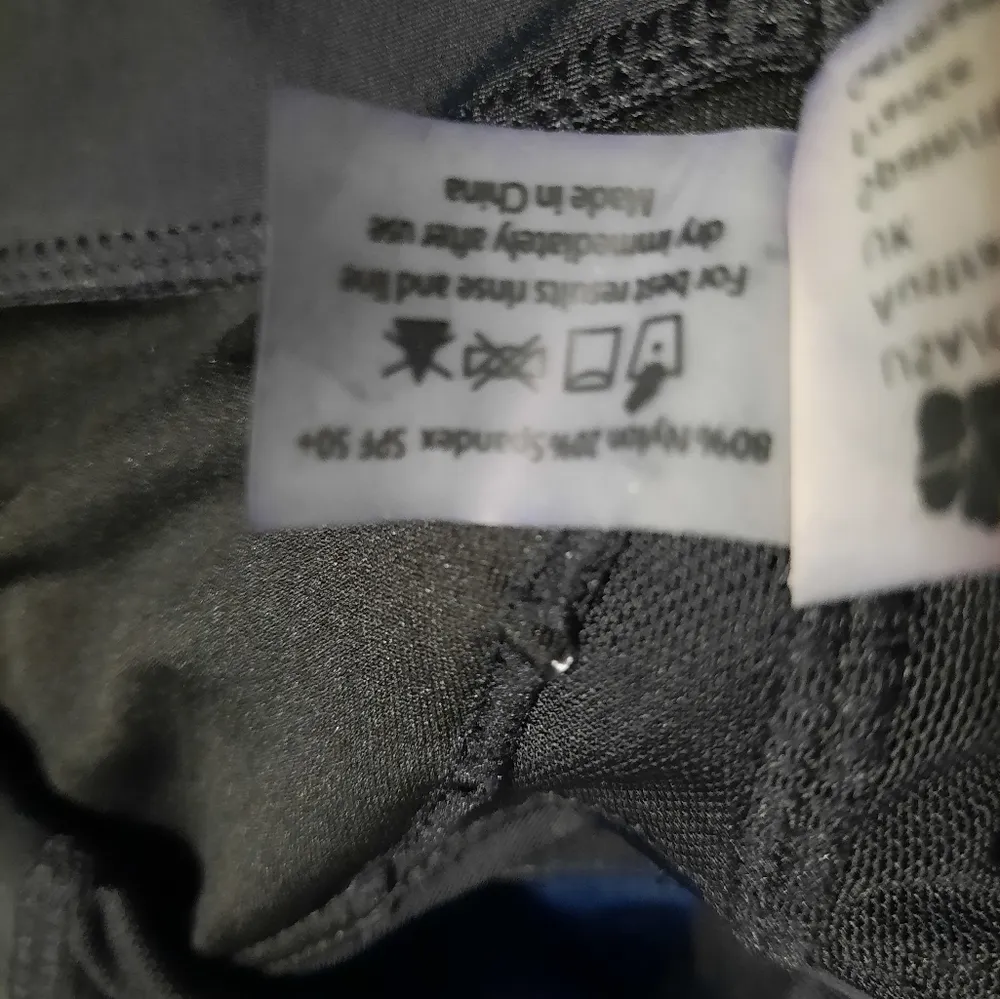 80% Nylon 20% Spandex SPF 50+
For best results rinse and line
dry immediately after use
Made in China
UK